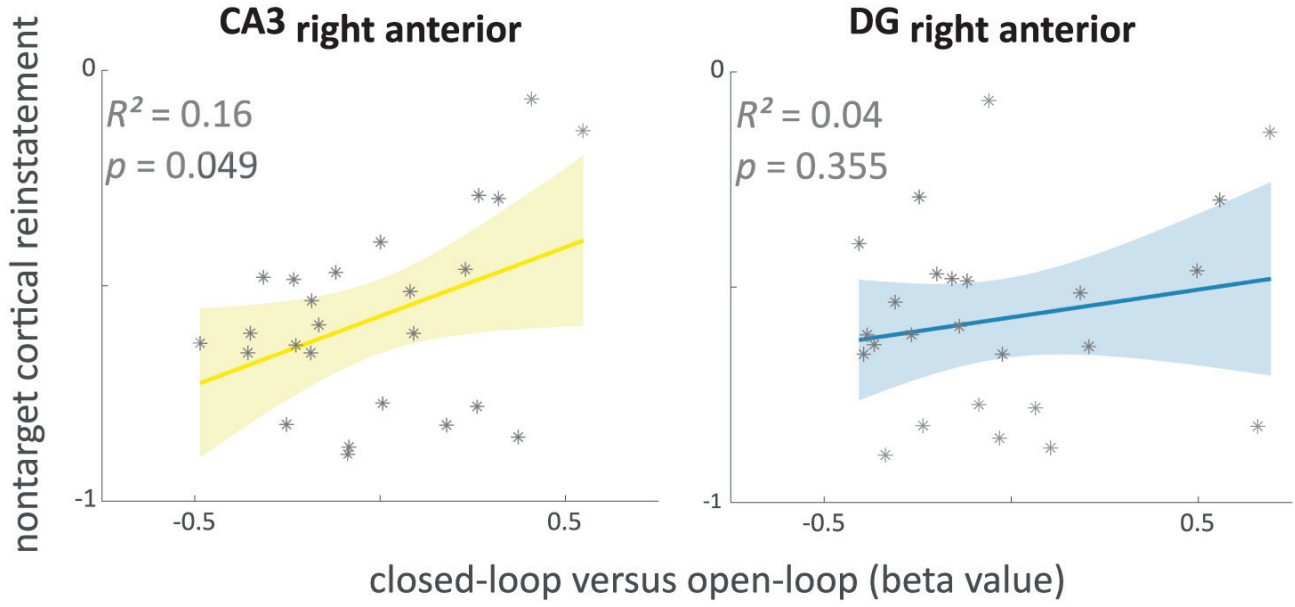 CA3 right anterior
DG right anterior
nontarget cortical reinstatement
0
R² = 0.16
p = 0.049
-1
-0.5
0.5
0
R² = 0.04
p = 0.355
-1
-0.5
0.5
closed-loop versus open-loop (beta value)